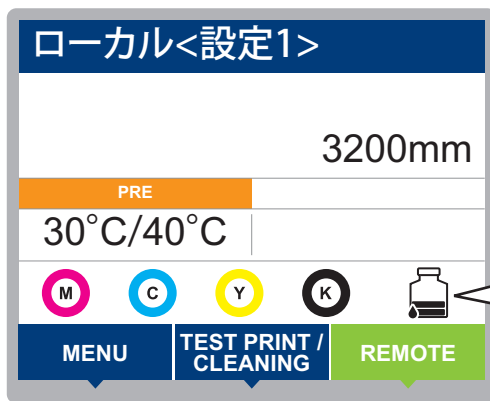 ローカル<設定1>
3200mm
PRE
30°C/40°C
M C Y K
MENU
TEST PRINT /
CLEANING
REMOTE